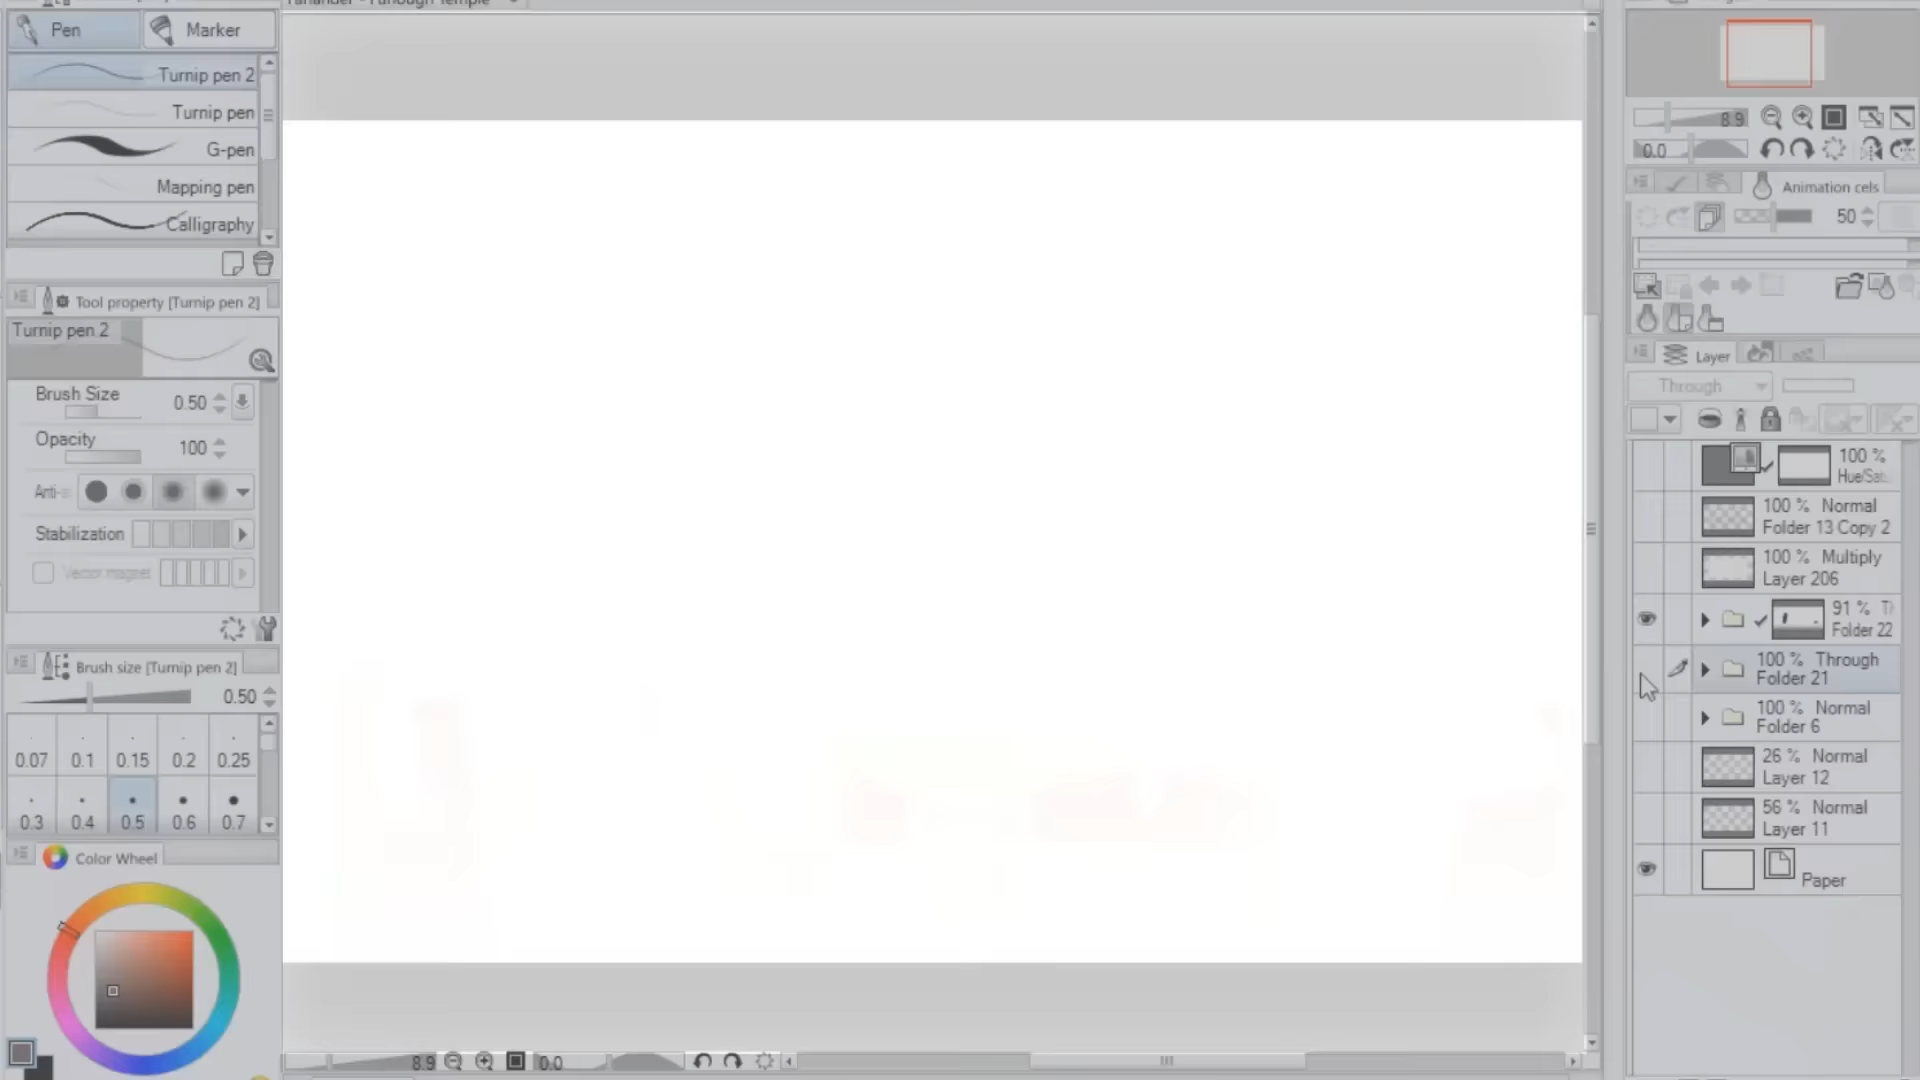 Pen
Marker
Turnip pen 2
Turnip pen
G-pen
Mapping pen
Calligraphy
Tool property [Turnip pen 2]
Turnip pen 2
Brush Size 0.50
Opacity 100
Stabilization
Vector magnet
Brush size [Turnip pen 2]
0.50
0.07 0.1 0.15 0.2 0.25
0.3 0.4 0.5 0.6 0.7
Color Wheel
8.9 0.0
8.9
0.0
Animation cels
50
Layer
Through
100 %
Hue/Sat
100 % Normal
Folder 13 Copy 2
100 % Multiply
Layer 206
91 %
Folder 22
100 % Through
Folder 21
100 % Normal
Folder 6
26 % Normal
Layer 12
56 % Normal
Layer 11
Paper